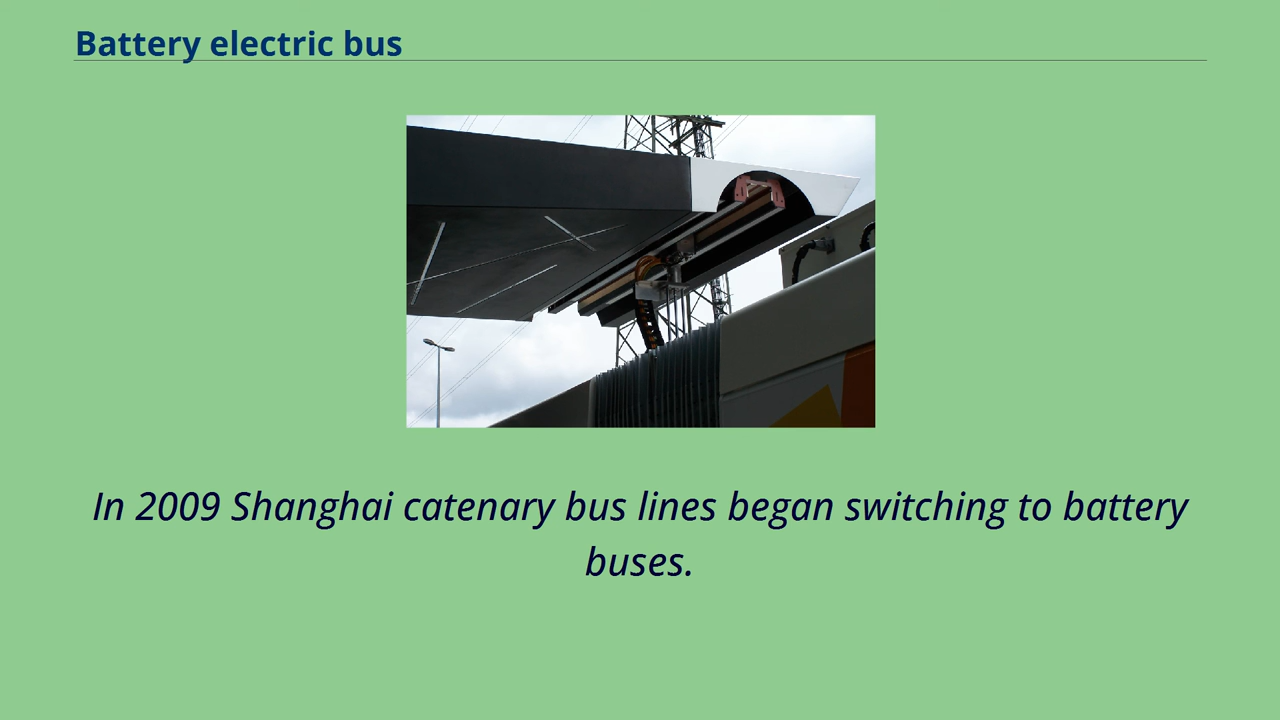 Battery electric bus
In 2009 Shanghai catenary bus lines began switching to battery
buses.